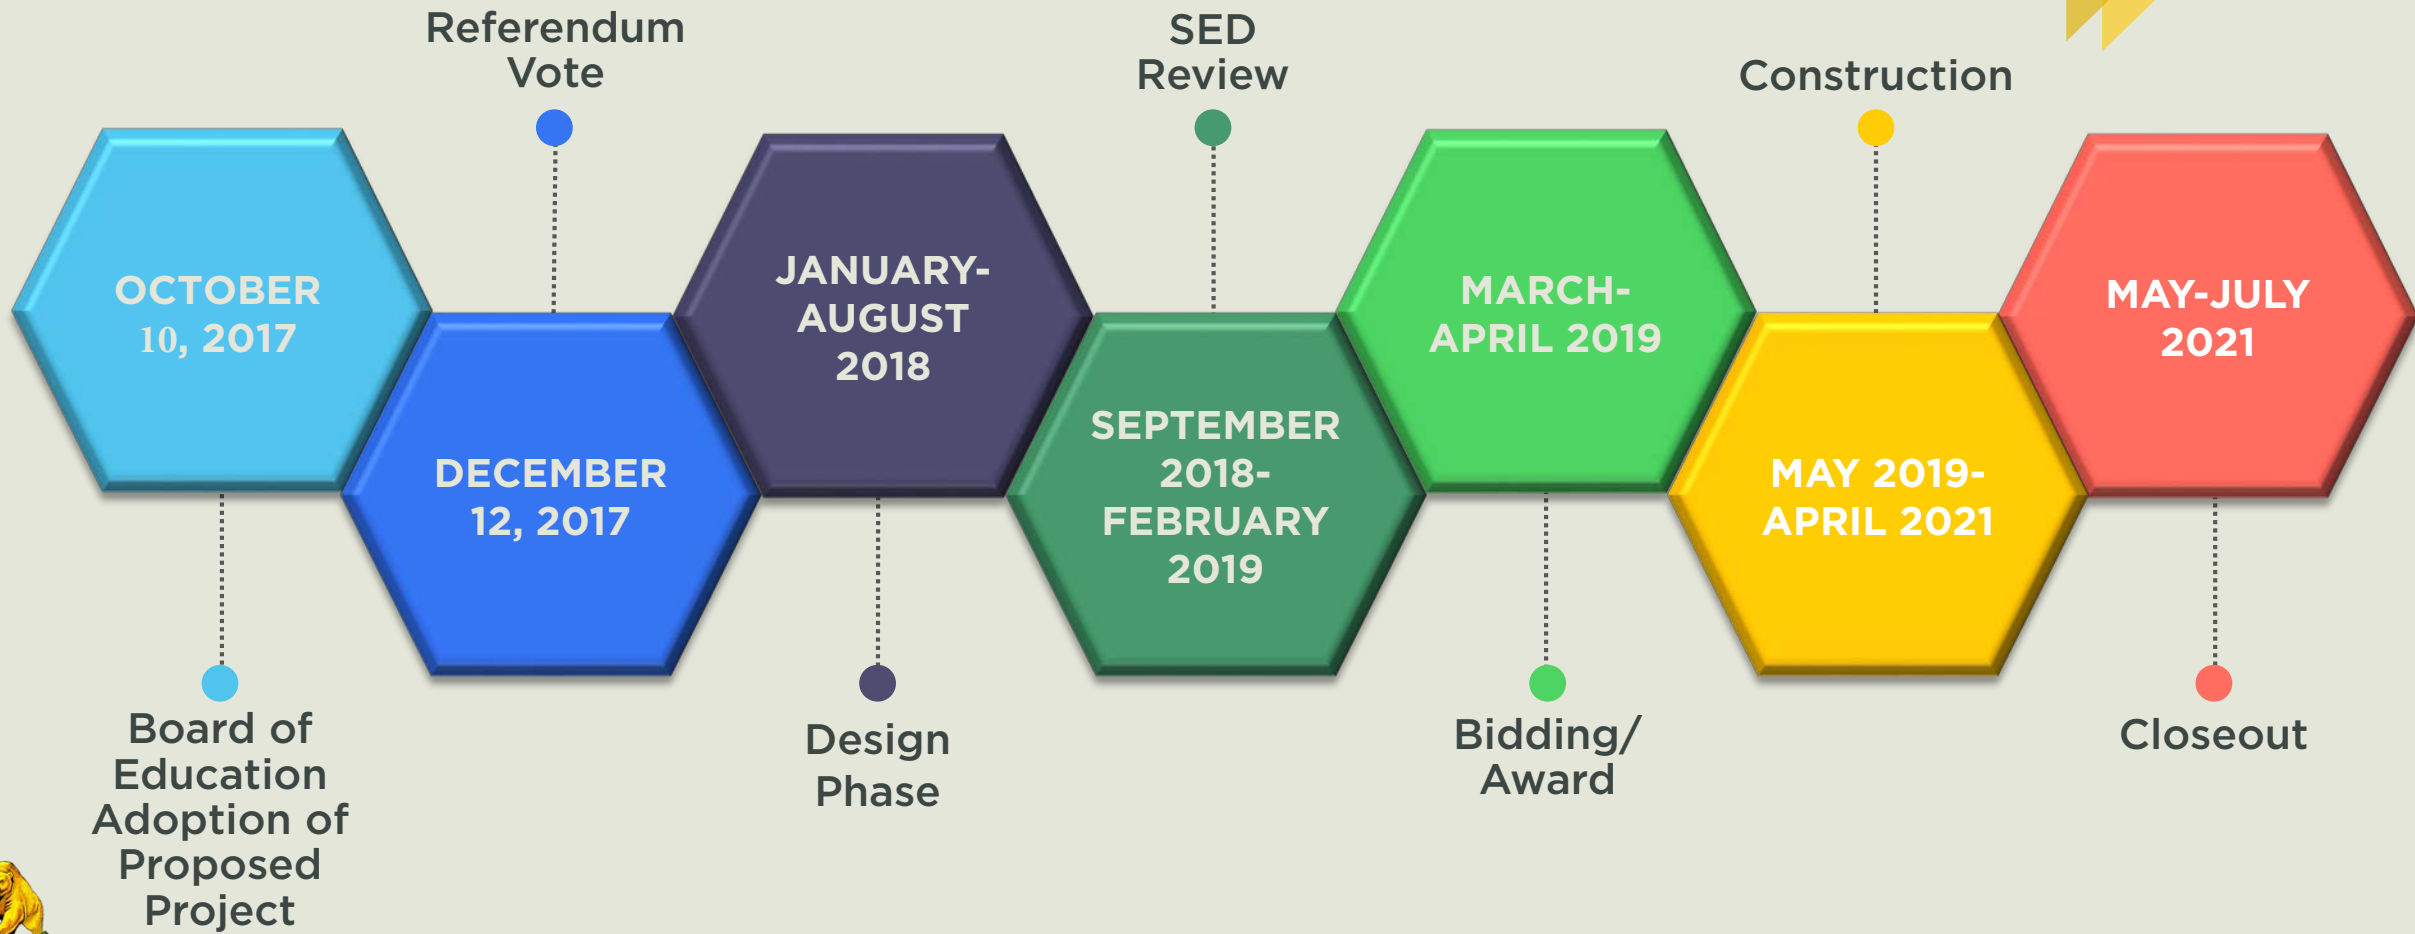 OCTOBER
10, 2017
Board of
Education
Adoption of
Proposed
Project
Referendum
Vote
DECEMBER
12, 2017
JANUARY-
AUGUST
2018
Design
Phase
SED
Review
SEPTEMBER
2018-
FEBRUARY
2019
MARCH-
APRIL 2019
Bidding/
Award
Construction
MAY 2019-
APRIL 2021
MAY-JULY
2021
Closeout